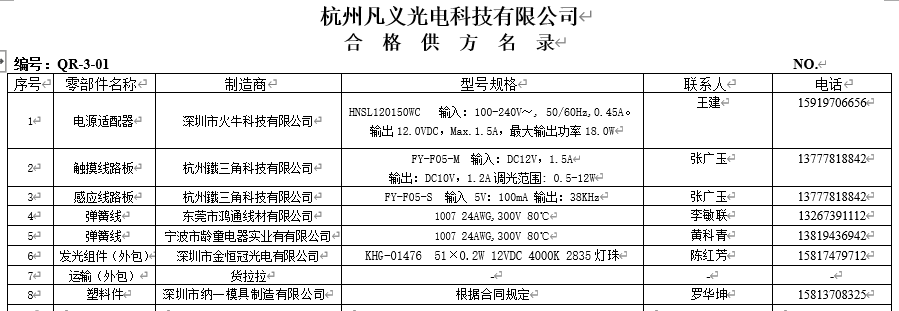 杭州凡义光电科技有限公司
合 格 供 方 名 录
编号: QR-3-01 NO.
序号 零部件名称 制造商 型号规格 联系人 电话
1 电源适配器 深圳市火牛科技有限公司 HNSL120150WC 输入: 100-240V～, 50/60Hz,0.45A。 王建 15919706656
输出 12.0VDC, Max.1.5A, 最大输出功率 18.0W
2 触摸线路板 杭州鐡三角科技有限公司 FY-F05-M 输入: DC12V, 1.5A 张广玉 13777818842
输出: DC10V, 1.2A 调光范围: 0.5-12W
3 感应线路板 杭州鐡三角科技有限公司 FY-F05-S 输入 5V: 100mA 输出: 38KHz 张广玉 13777818842
4 弹簧线 东莞市鸿通线材有限公司 1007 24AWG,300V 80℃ 李敏联 13267391112
5 弹簧线 宁波市龄童电器实业有有限公司 1007 24AWG,300V 80℃ 黄科青 13819436942
6 发光组件（外包） 深圳市金恒冠光电有限公司 KHG-01476 51×0.2W 12VDC 4000K 2835 灯珠 陈红芳 15817479712
7 运输（外包） 货拉拉 - - -
8 塑料件 深圳市纳一模具制造有限公司 根据合同规定 罗华坤 15813708325